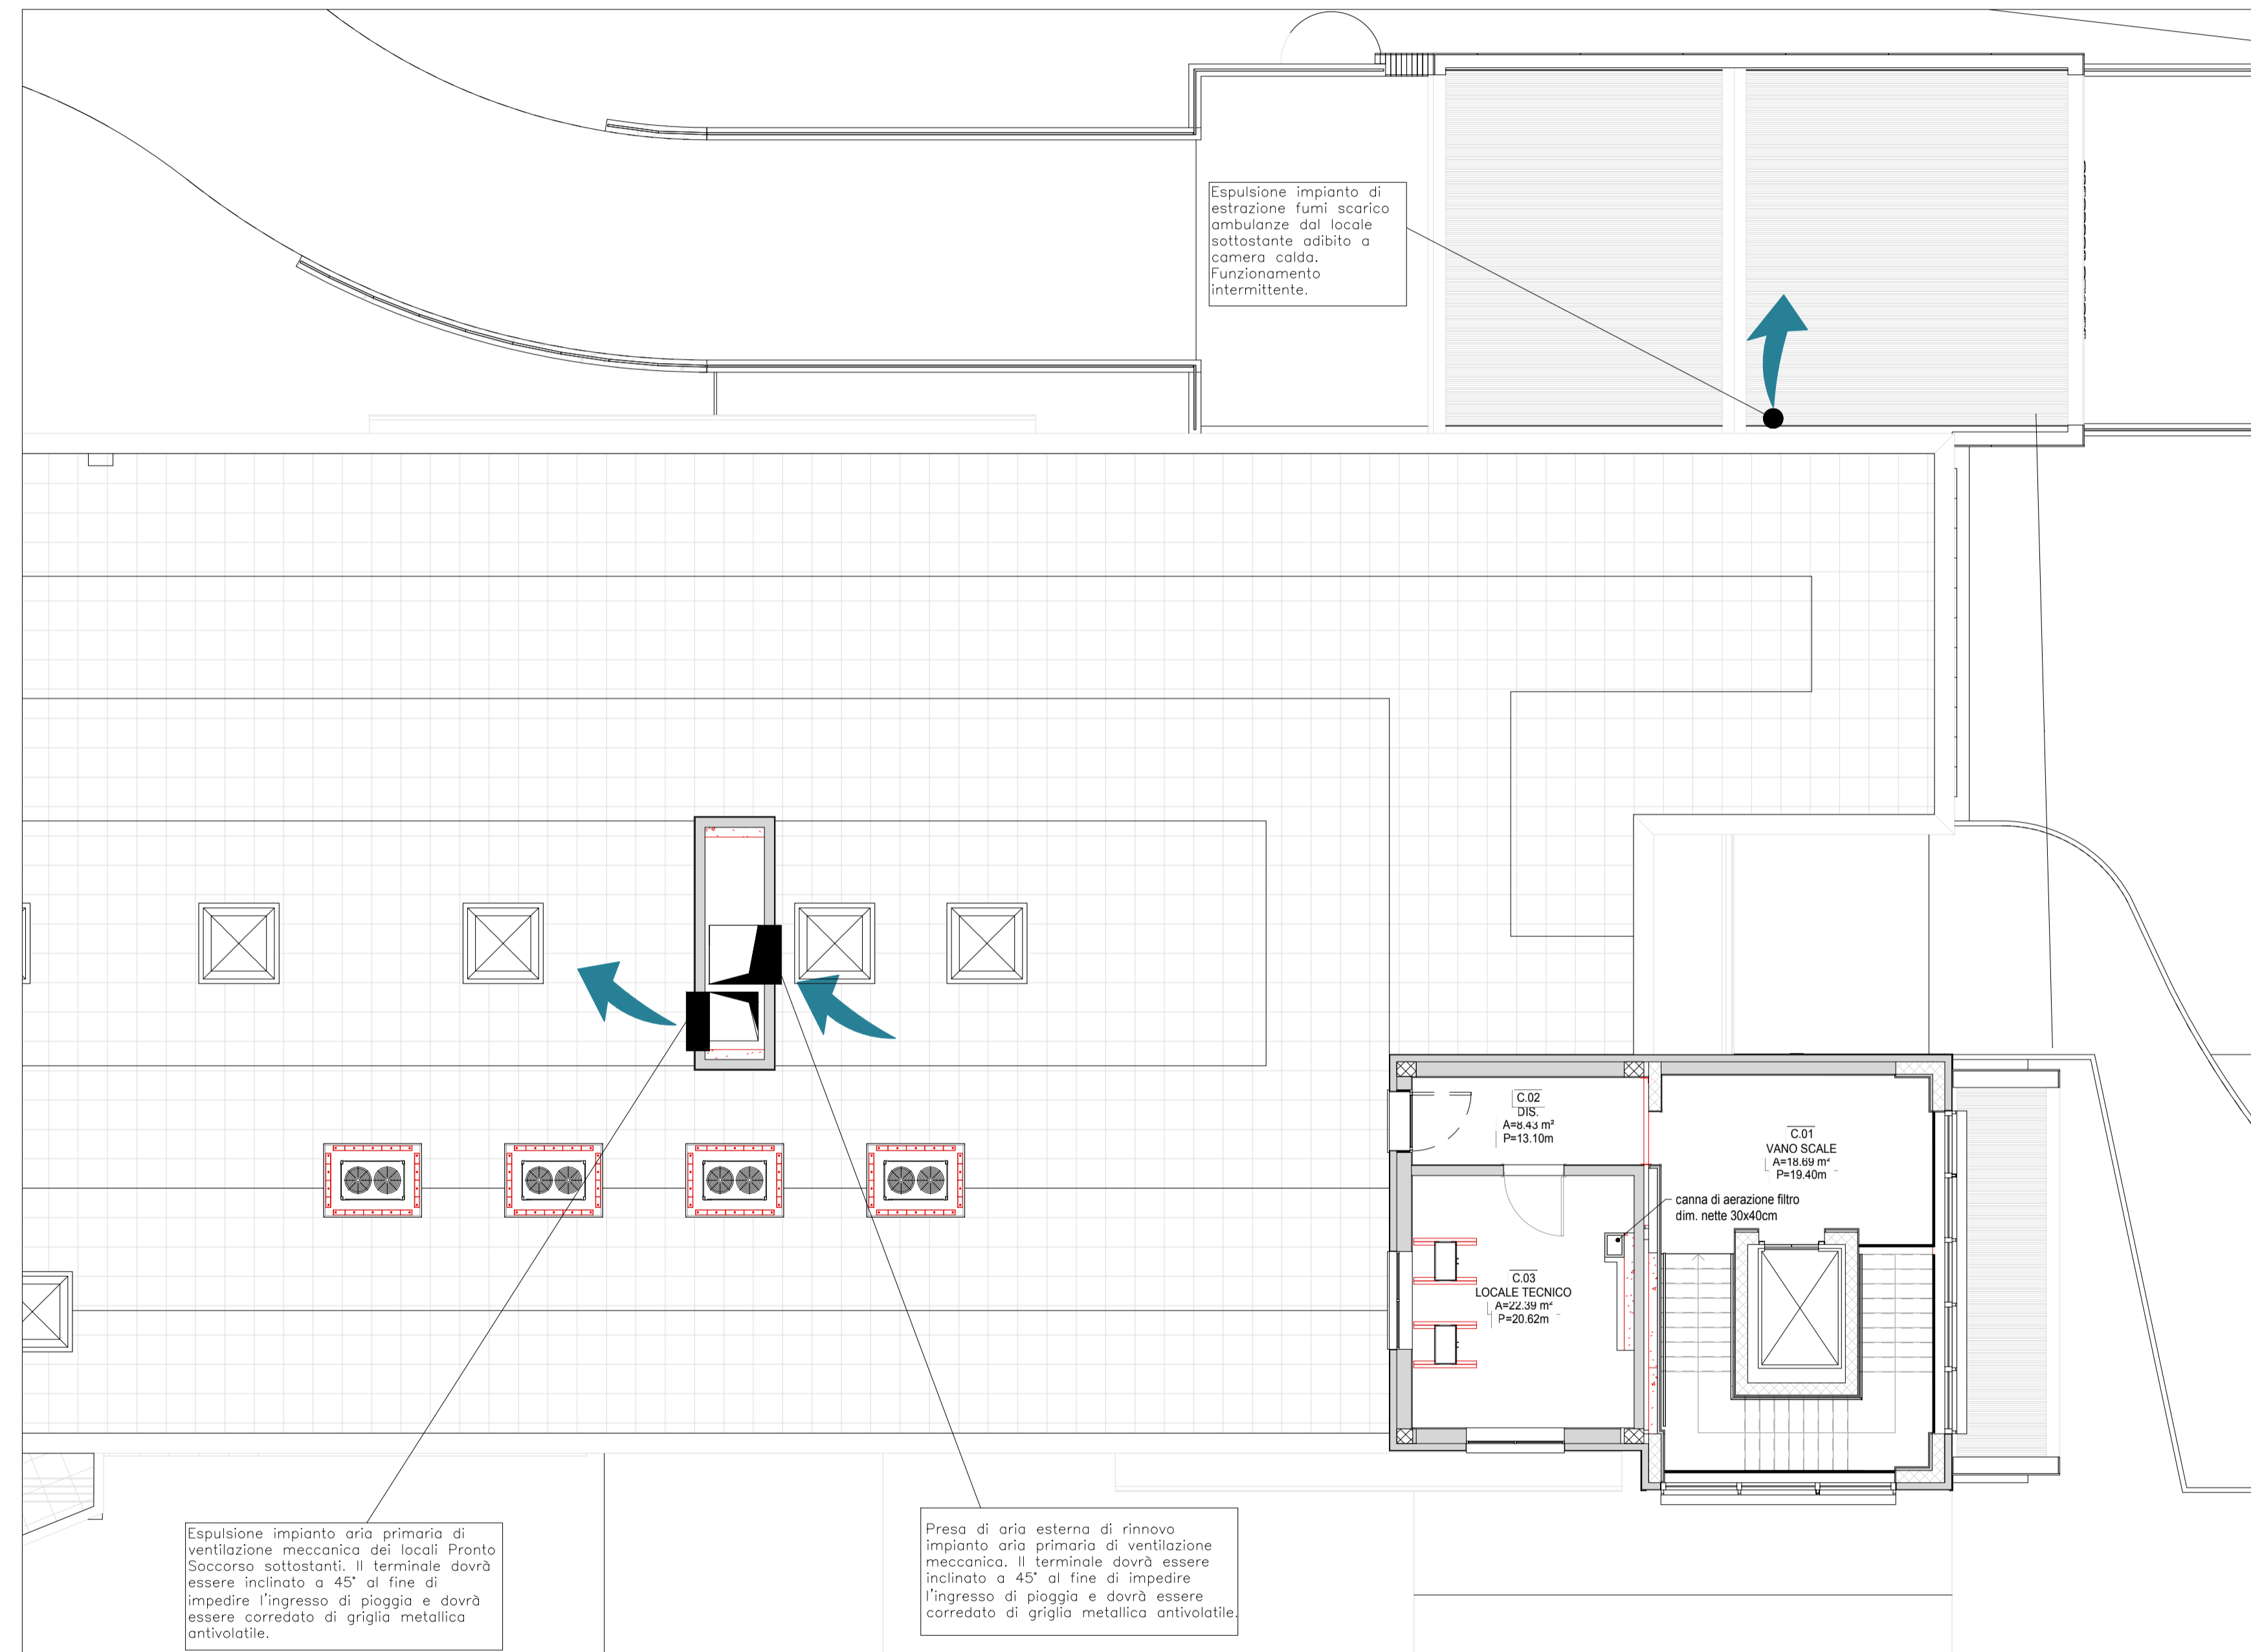 Espulsione impianto di
estrazione fumi scarico
ambulanze dal locale
sottostante adibito a
camera calda.
Funzionamento
intermittente.
C.02
DIS.
A=8.43 m²
P=13.10m
C.01
VANO SCALE
A=18.69 m²
P=19.40m
canna di aerazione filtro
dim. nette 30x40cm
C.03
LOCALE TECNICO
A=22.39 m²
P=20.62m
Espulsione impianto aria primaria di
ventilazione meccanica dei locali Pronto
Soccorso sottostanti. Il terminale dovrà
essere inclinato a 45° al fine di
impedire l'ingresso di pioggia e dovrà
essere corredato di griglia metallica
antivolatile.
Presa di aria esterna di rinnovo
impianto aria primaria di ventilazione
meccanica. Il terminale dovrà essere
inclinato a 45° al fine di impedire
l'ingresso di pioggia e dovrà essere
corredato di griglia metallica antivolatile.